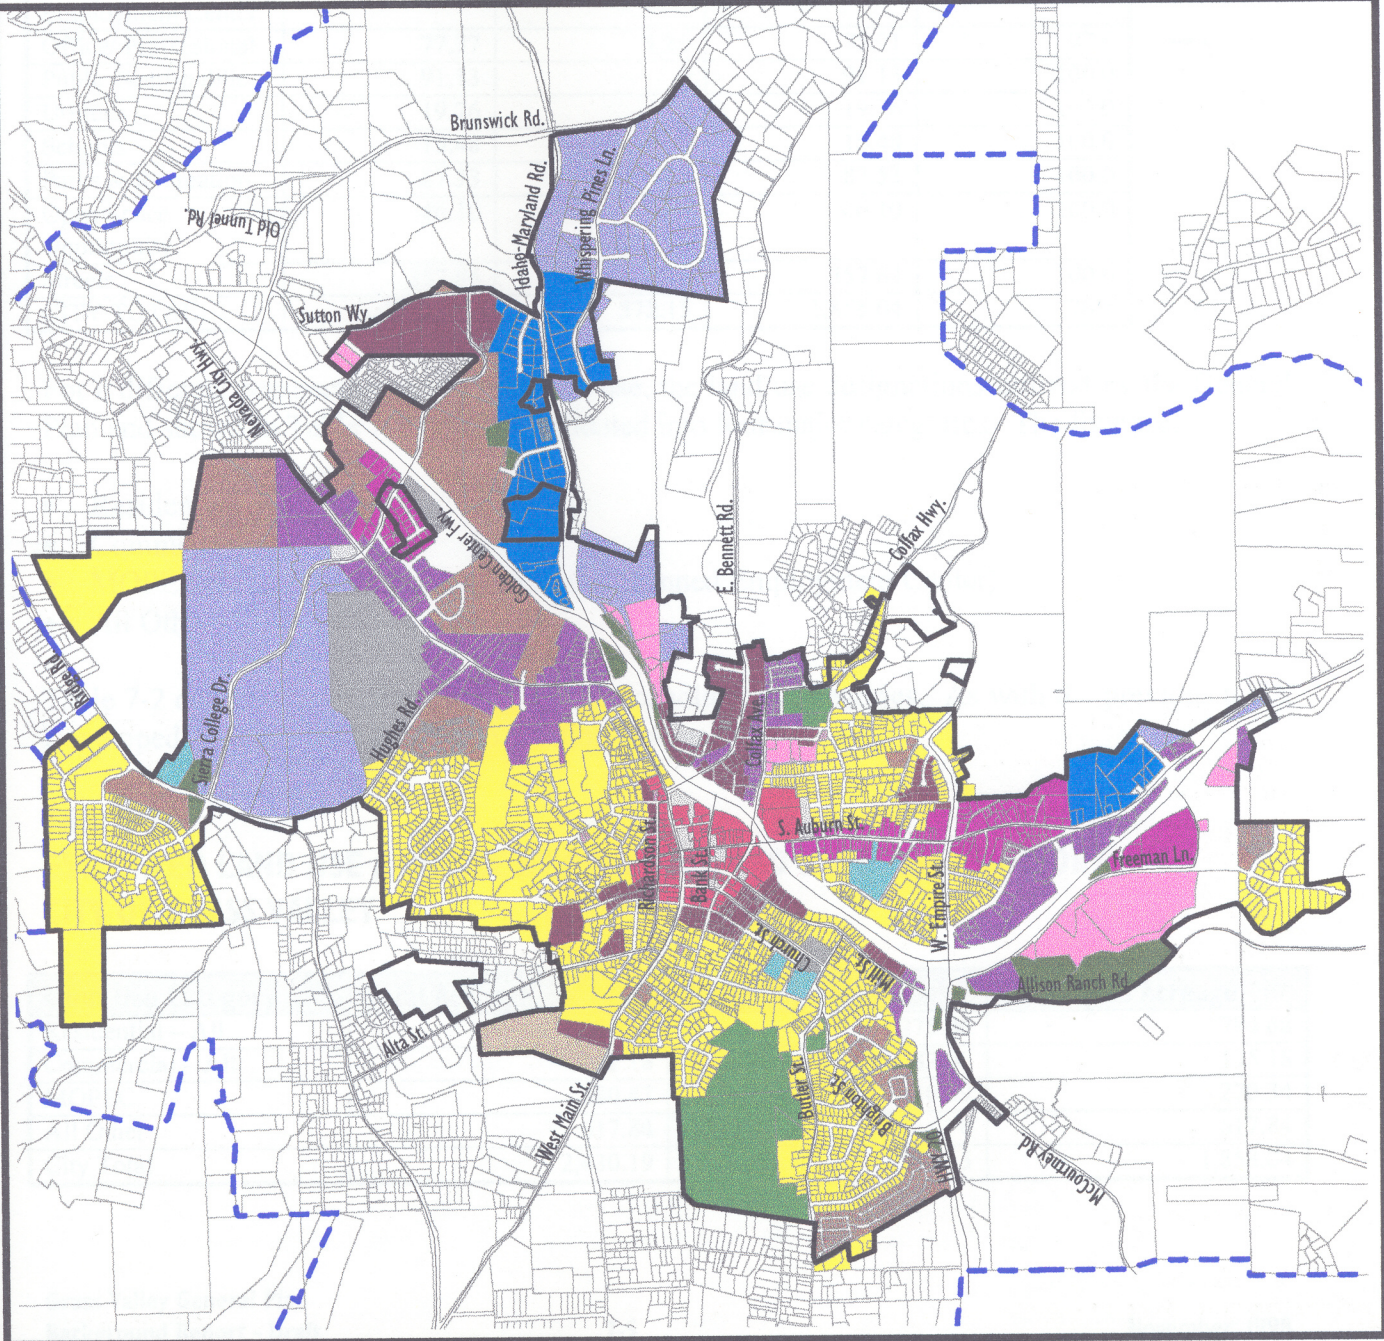 Brunswick Rd.
Old Tunnel Rd.
Idaho-Maryland Rd.
Whispering Pines Ln.
Sutton Wy.
Nevada City Hwy.
Golden Center Fwy.
E. Bennett Rd.
Colfax Hwy.
Ridge Rd.
Sierra College Dr.
Hughes Rd.
Colfax Ave.
Richardson St.
Bank St.
S. Auburn St.
Freeman Ln.
W. Empire St.
Church St.
Mill St.
Allison Ranch Rd
Alta St.
West Main St.
Butler St.
Brighton St.
HWY 20
McCourtney Rd